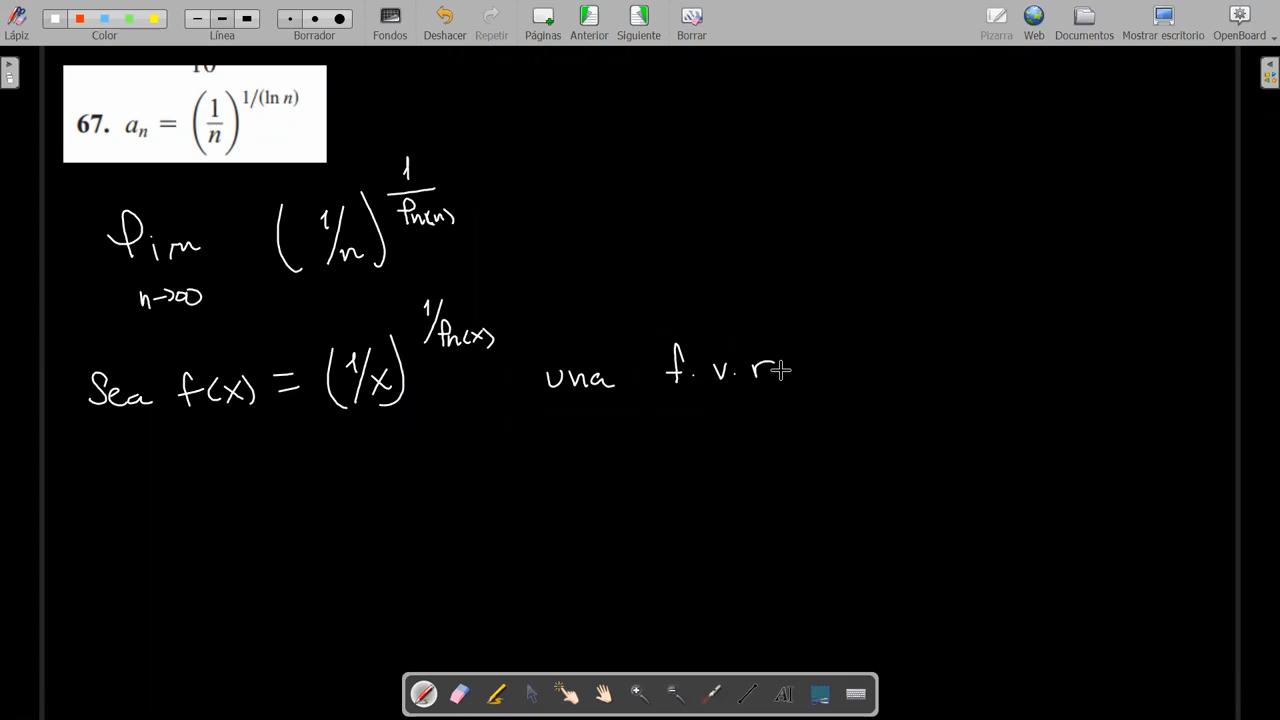 Lápiz Color Línea Borrador Fondos Deshacer Repetir Páginas Anterior Siguiente Borrar Pizarra Web Documentos Mostrar escritorio OpenBoard
67. aₙ = (1/n)^{1/(ln n)}
lim n→∞ (1/n)^{1/ln(n)}
Sea f(x) = (1/x)^{1/ln(x)} una f. v. r